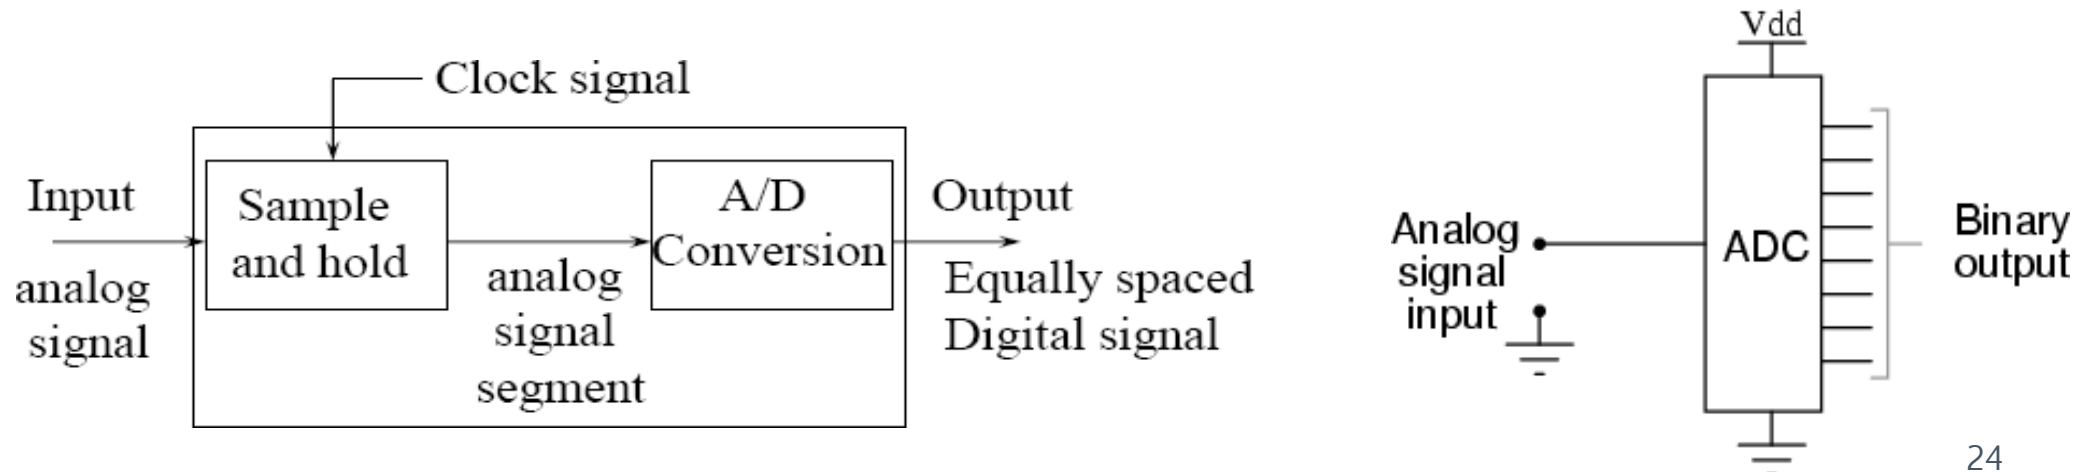 Clock signal
Input
analog
signal
Sample
and hold
analog
signal
segment
A/D
Conversion
Output
Equally spaced
Digital signal
Vdd
Analog
signal
input
ADC
Binary
output
24